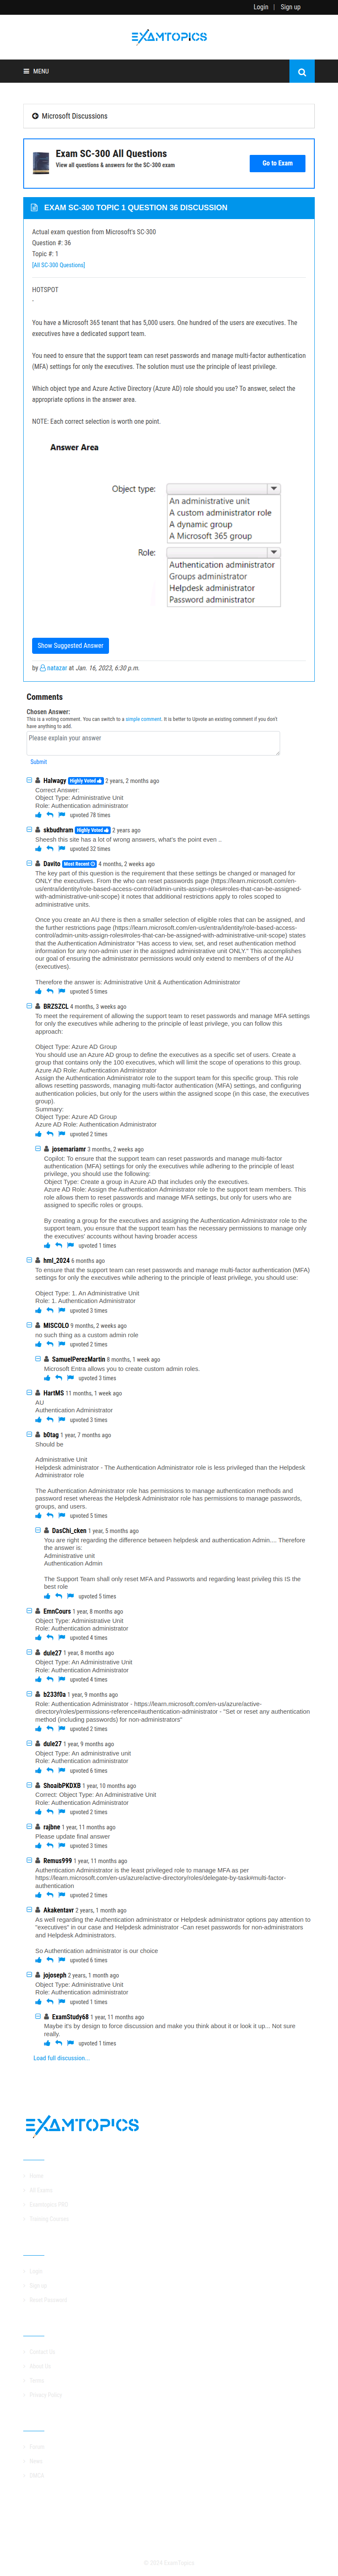 Login | Sign up
EXAMTOPICS
MENU
Microsoft Discussions
Exam SC-300 All Questions
View all questions & answers for the SC-300 exam
Go to Exam
EXAM SC-300 TOPIC 1 QUESTION 36 DISCUSSION
Actual exam question from Microsoft's SC-300
Question #: 36
Topic #: 1
[All SC-300 Questions]
HOTSPOT
-
You have a Microsoft 365 tenant that has 5,000 users. One hundred of the users are executives. The
executives have a dedicated support team.
You need to ensure that the support team can reset passwords and manage multi-factor authentication
(MFA) settings for only the executives. The solution must use the principle of least privilege.
Which object type and Azure Active Directory (Azure AD) role should you use? To answer, select the
appropriate options in the answer area.
NOTE: Each correct selection is worth one point.
Answer Area
Object type:
An administrative unit
A custom administrator role
A dynamic group
A Microsoft 365 group
Role:
Authentication administrator
Groups administrator
Helpdesk administrator
Password administrator
Show Suggested Answer
by natazar at Jan. 16, 2023, 6:30 p.m.
Comments
Chosen Answer:
This is a voting comment. You can switch to a simple comment. It is better to Upvote an existing comment if you don't
have anything to add.
Please explain your answer
Submit
Halwagy Highly Voted 2 years, 2 months ago
Correct Answer:
Object Type: Administrative Unit
Role: Authentication administrator
upvoted 78 times
skbudhram Highly Voted 2 years ago
Sheesh this site has a lot of wrong answers, what's the point even ..
upvoted 32 times
Davito Most Recent 4 months, 2 weeks ago
The key part of this question is the requirement that these settings be changed or managed for
ONLY the executives. From the who can reset passwords page (https://learn.microsoft.com/en-
us/entra/identity/role-based-access-control/admin-units-assign-roles#roles-that-can-be-assigned-
with-administrative-unit-scope) it notes that additional restrictions apply to roles scoped to
administrative units.
Once you create an AU there is then a smaller selection of eligible roles that can be assigned, and
the further restrictions page (https://learn.microsoft.com/en-us/entra/identity/role-based-access-
control/admin-units-assign-roles#roles-that-can-be-assigned-with-administrative-unit-scope) states
that the Authentication Administrator "Has access to view, set, and reset authentication method
information for any non-admin user in the assigned administrative unit ONLY." This accomplishes
our goal of ensuring the administrator permissions would only extend to members of of the AU
(executives).
Therefore the answer is: Administrative Unit & Authentication Administrator
upvoted 5 times
BRZSZCL 4 months, 3 weeks ago
To meet the requirement of allowing the support team to reset passwords and manage MFA settings
for only the executives while adhering to the principle of least privilege, you can follow this
approach:
Object Type: Azure AD Group
You should use an Azure AD group to define the executives as a specific set of users. Create a
group that contains only the 100 executives, which will limit the scope of operations to this group.
Azure AD Role: Authentication Administrator
Assign the Authentication Administrator role to the support team for this specific group. This role
allows resetting passwords, managing multi-factor authentication (MFA) settings, and configuring
authentication policies, but only for the users within the assigned scope (in this case, the executives
group).
Summary:
Object Type: Azure AD Group
Azure AD Role: Authentication Administrator
upvoted 2 times
josemariamr 3 months, 2 weeks ago
Copilot: To ensure that the support team can reset passwords and manage multi-factor
authentication (MFA) settings for only the executives while adhering to the principle of least
privilege, you should use the following:
Object Type: Create a group in Azure AD that includes only the executives.
Azure AD Role: Assign the Authentication Administrator role to the support team members. This
role allows them to reset passwords and manage MFA settings, but only for users who are
assigned to specific roles or groups.
By creating a group for the executives and assigning the Authentication Administrator role to the
support team, you ensure that the support team has the necessary permissions to manage only
the executives' accounts without having broader access
upvoted 1 times
hml_2024 6 months ago
To ensure that the support team can reset passwords and manage multi-factor authentication (MFA)
settings for only the executives while adhering to the principle of least privilege, you should use:
Object Type: 1. An Administrative Unit
Role: 1. Authentication Administrator
upvoted 3 times
MISCOLO 9 months, 2 weeks ago
no such thing as a custom admin role
upvoted 2 times
SamuelPerezMartin 8 months, 1 week ago
Microsoft Entra allows you to create custom admin roles.
upvoted 3 times
HartMS 11 months, 1 week ago
AU
Authentication Administrator
upvoted 3 times
b0tag 1 year, 7 months ago
Should be
Administrative Unit
Helpdesk administrator - The Authentication Administrator role is less privileged than the Helpdesk
Administrator role
The Authentication Administrator role has permissions to manage authentication methods and
password reset whereas the Helpdesk Administrator role has permissions to manage passwords,
groups, and users.
upvoted 5 times
DasChi_cken 1 year, 5 months ago
You are right regarding the difference between helpdesk and authentication Admin.... Therefore
the answer is:
Administrative unit
Authentication Admin
The Support Team shall only reset MFA and Passworts and regarding least privileg this IS the
best role
upvoted 5 times
EmnCours 1 year, 8 months ago
Object Type: Administrative Unit
Role: Authentication administrator
upvoted 4 times
dule27 1 year, 8 months ago
Object Type: An Administrative Unit
Role: Authentication Administrator
upvoted 4 times
b233f0a 1 year, 9 months ago
Role: Authentication Administrator - https://learn.microsoft.com/en-us/azure/active-
directory/roles/permissions-reference#authentication-administrator - "Set or reset any authentication
method (including passwords) for non-administrators"
upvoted 2 times
dule27 1 year, 9 months ago
Object Type: An administrative unit
Role: Authentication administrator
upvoted 6 times
ShoaibPKDXB 1 year, 10 months ago
Correct: Object Type: An Administrative Unit
Role: Authentication Administrator
upvoted 2 times
rajbne 1 year, 11 months ago
Please update final answer
upvoted 3 times
Remus999 1 year, 11 months ago
Authentication Administrator is the least privileged role to manage MFA as per
https://learn.microsoft.com/en-us/azure/active-directory/roles/delegate-by-task#multi-factor-
authentication
upvoted 2 times
Akakentavr 2 years, 1 month ago
As well regarding the Authentication administrator or Helpdesk administrator options pay attention to
"executives" in our case and Helpdesk administrator -Can reset passwords for non-administrators
and Helpdesk Administrators.
So Authentication administrator is our choice
upvoted 6 times
jojoseph 2 years, 1 month ago
Object Type: Administrative Unit
Role: Authentication administrator
upvoted 1 times
ExamStudy68 1 year, 11 months ago
Maybe it's by design to force discussion and make you think about it or look it up... Not sure
really.
upvoted 1 times
Load full discussion...
EXAMTOPICS
Home
All Exams
Examtopics PRO
Training Courses
Login
Sign up
Reset Password
Contact Us
About Us
Terms
Privacy Policy
Forum
News
DMCA
© 2024 ExamTopics